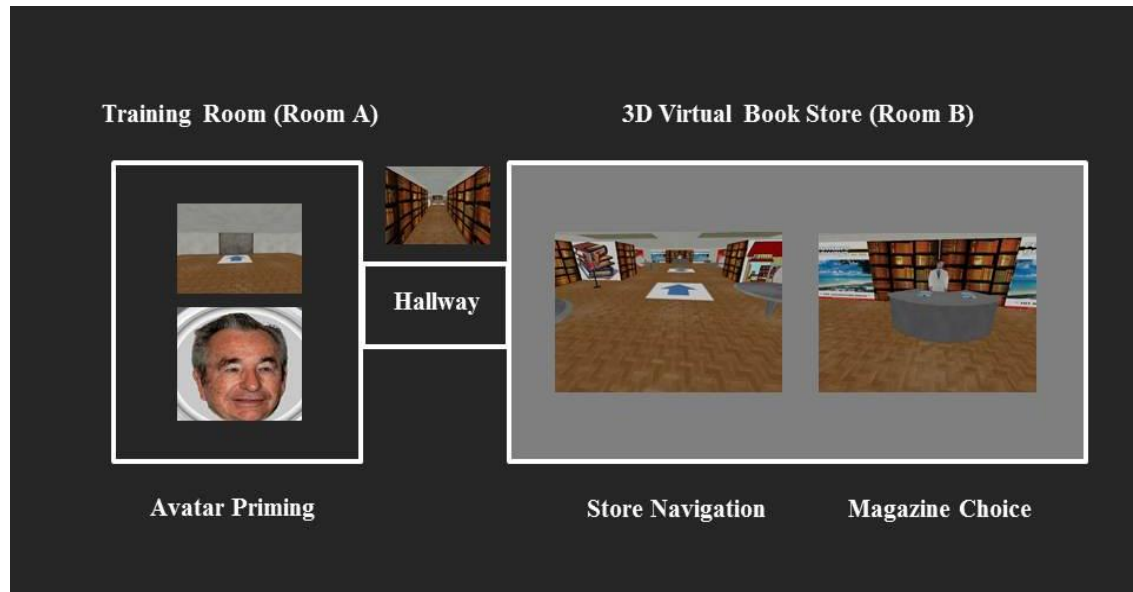 Training Room (Room A)
3D Virtual Book Store (Room B)
Hallway
Avatar Priming
Store Navigation
Magazine Choice